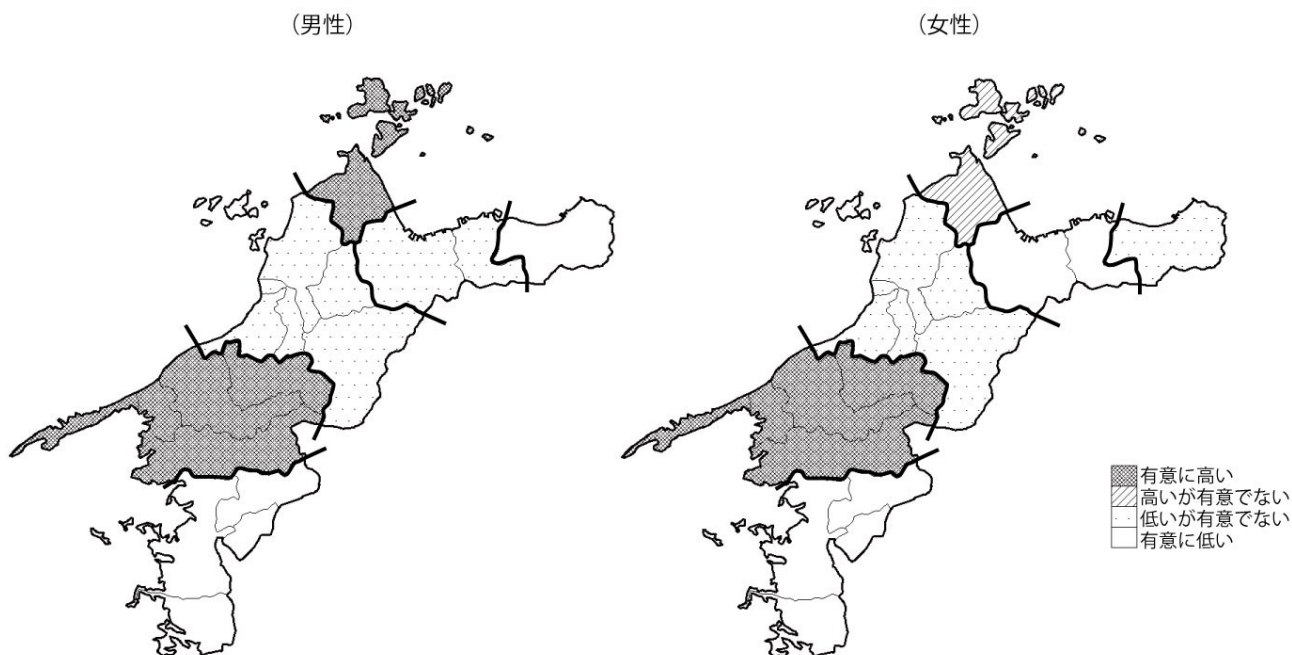 （男性）
（女性）
有意に高い
高いが有意でない
低いが有意でない
有意に低い